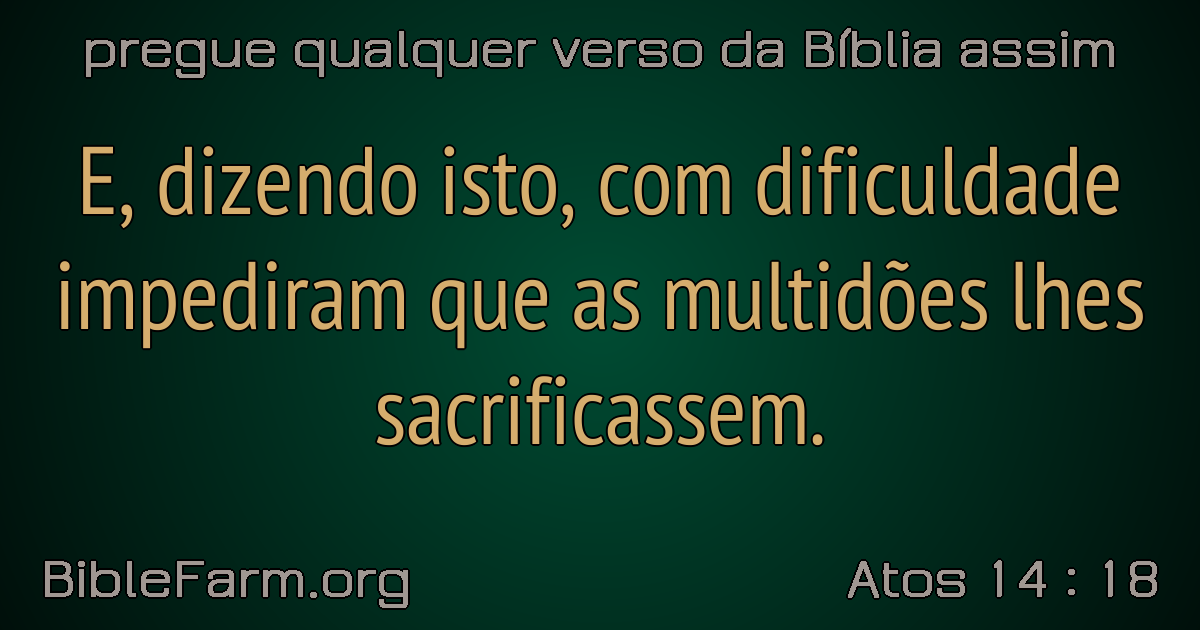 pregue qualquer verso da Bíblia assim
E, dizendo isto, com dificuldade
impediram que as multidões lhes
sacrificassem.
BibleFarm.org
Atos 14 : 18